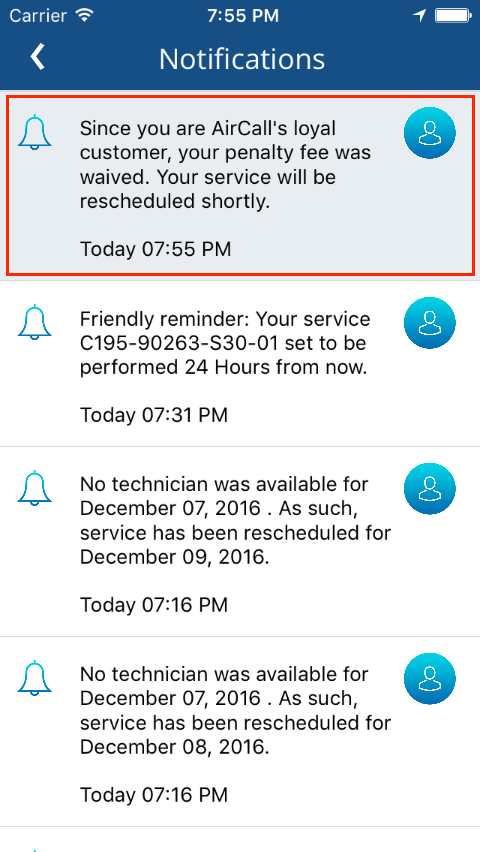 Carrier 7:55 PM
Notifications
Since you are AirCall's loyal
customer, your penalty fee was
waived. Your service will be
rescheduled shortly.
Today 07:55 PM
Friendly reminder: Your service
C195-90263-S30-01 set to be
performed 24 Hours from now.
Today 07:31 PM
No technician was available for
December 07, 2016 . As such,
service has been rescheduled for
December 09, 2016.
Today 07:16 PM
No technician was available for
December 07, 2016 . As such,
service has been rescheduled for
December 08, 2016.
Today 07:16 PM